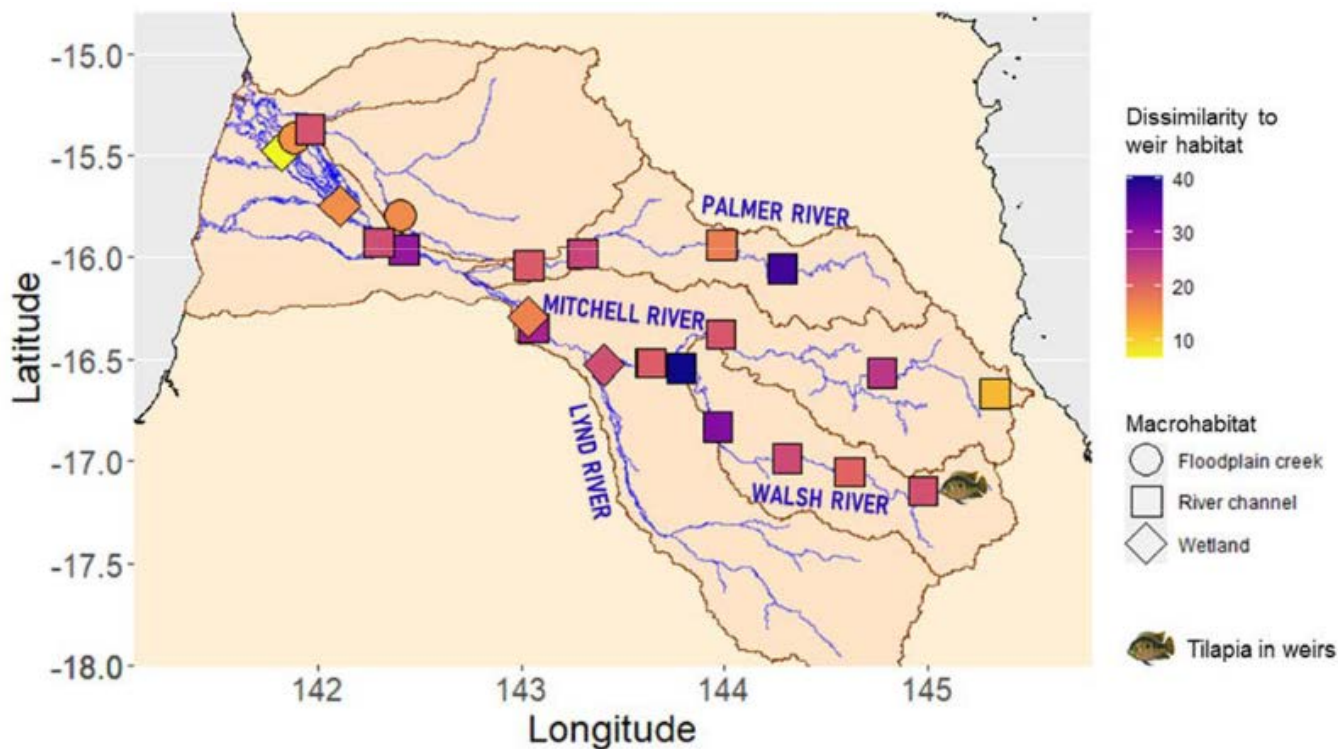 -15.0
-15.5
-16.0
-16.5
-17.0
-17.5
-18.0
Latitude
142
143
144
145
Longitude
PALMER RIVER
MITCHELL RIVER
LYND RIVER
WALSH RIVER
Dissimilarity to
weir habitat
40
30
20
10
Macrohabitat
Floodplain creek
River channel
Wetland
Tilapia in weirs